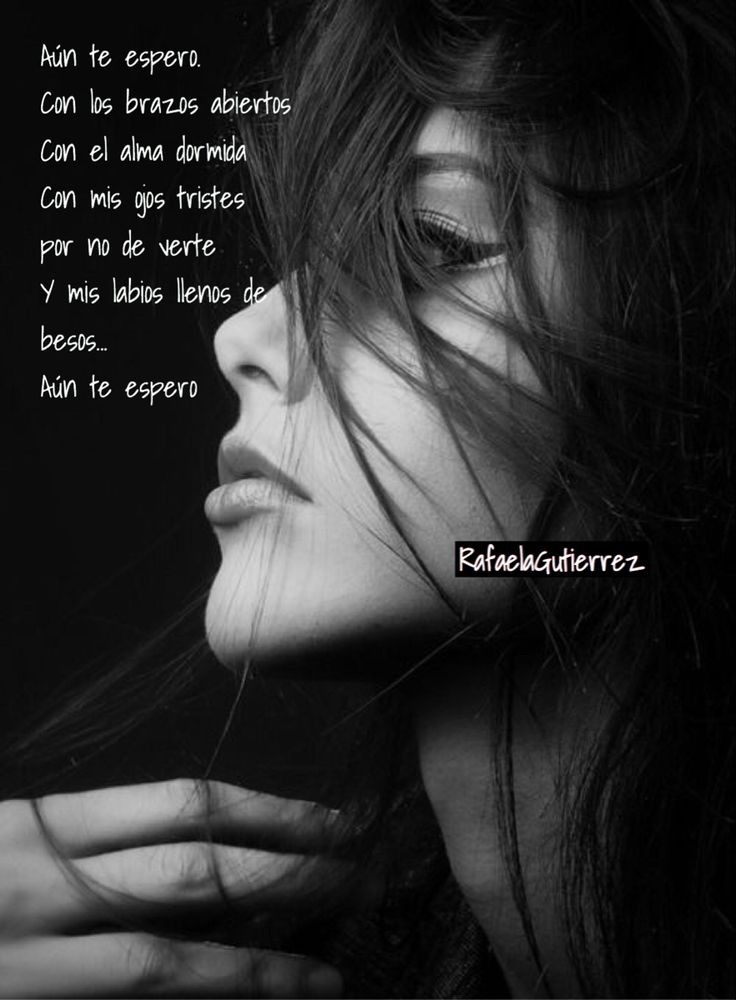 Aún te espero.
Con los brazos abiertos
Con el alma dormida
Con mis ojos tristes
por no de verte
Y mis labios llenos de
besos...
Aún te espero
RafaelaGutierrez